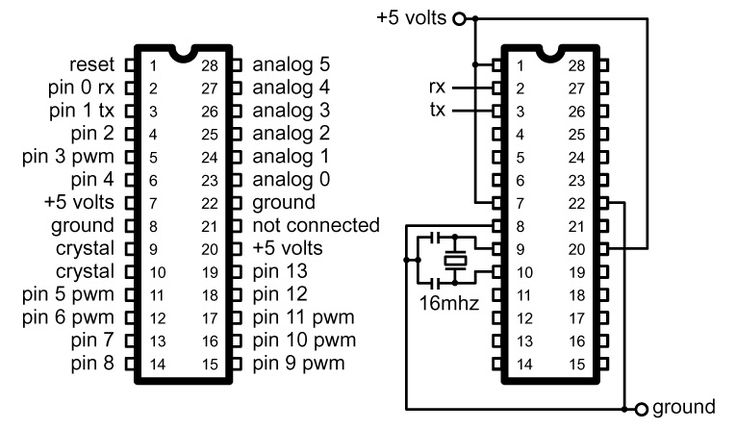 +5 volts
reset 1 28 analog 5 1 28
pin 0 rx 2 27 analog 4 rx 2 27
pin 1 tx 3 26 analog 3 tx 3 26
pin 2 4 25 analog 2 4 25
pin 3 pwm 5 24 analog 1 5 24
pin 4 6 23 analog 0 6 23
+5 volts 7 22 ground 7 22
ground 8 21 not connected 8 21
crystal 9 20 +5 volts 9 20
crystal 10 19 pin 13 10 19
pin 5 pwm 11 18 pin 12 16mhz 11 18
pin 6 pwm 12 17 pin 11 pwm 12 17
pin 7 13 16 pin 10 pwm 13 16
pin 8 14 15 pin 9 pwm 14 15
ground